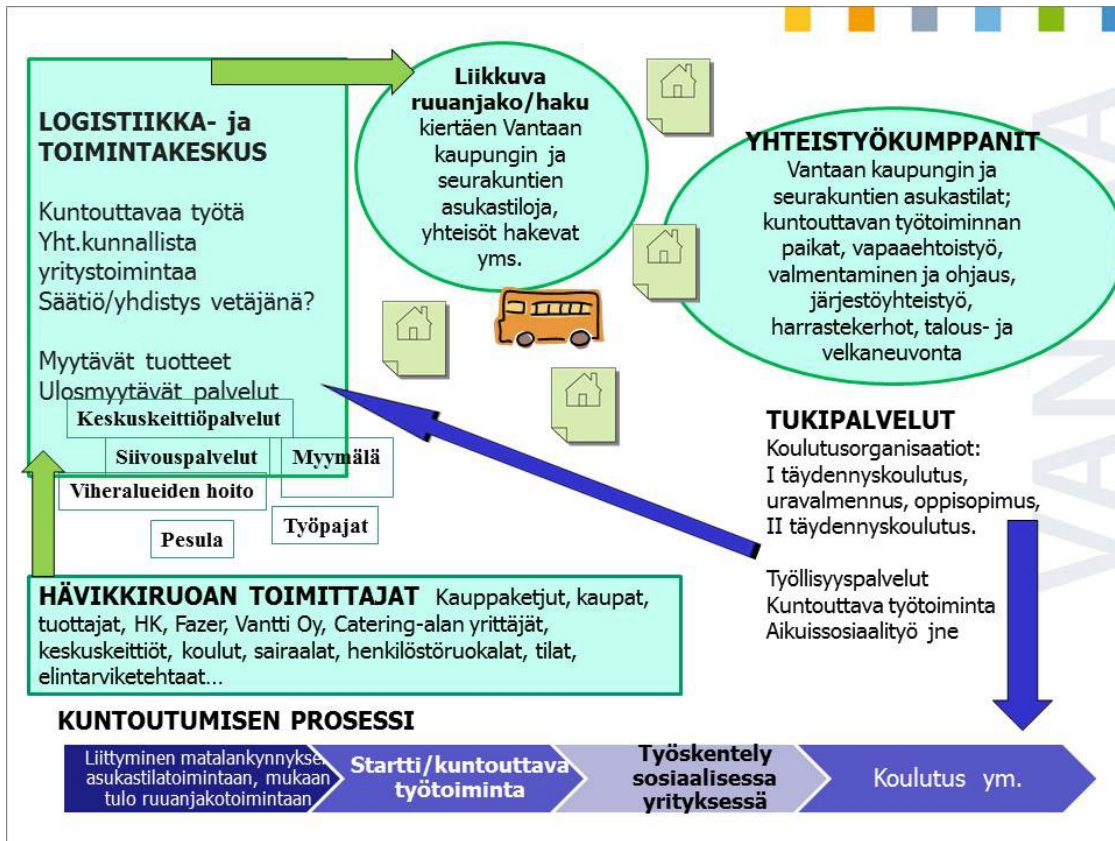 LOGISTIIKKA- ja
TOIMINTAKESKUS
Kuntouttavaa työtä
Yht.kunnallista
yritystoimintaa
Säätiö/yhdistys vetäjänä?
Myytävät tuotteet
Ulosmyytävät palvelut
Keskuskeittiöpalvelut
Siivouspalvelut
Myymälä
Viheralueiden hoito
Työpajat
Pesula
Liikkuva
ruuanjako/haku
kiertäen Vantaan
kaupungin ja
seurakuntien
asukastiloja,
yhteisöt hakevat
yms.
YHTEISTYÖKUMPPANIT
Vantaan kaupungin ja
seurakuntien asukastilat;
kuntouttavan työtoiminnan
paikat, vapaaehtoistyö,
valmentaminen ja ohjaus,
järjestöyhteistyö,
harrastekerhot, talous- ja
velkaneuvonta
TUKIPALVELUT
Koulutusorganisaatiot:
I täydennyskoulutus,
uravalmennus, oppisopimus,
II täydennyskoulutus.
Työllisyyspalvelut
Kuntouttava työtoiminta
Aikuissosiaalityö jne
HÄVIKKIRUOAN TOIMITTAJAT Kauppaketjut, kaupat,
tuottajat, HK, Fazer, Vantti Oy, Catering-alan yrittäjät,
keskuskeittiöt, koulut, sairaalat, henkilöstöruokalat, tilat,
elintarviketehtaat…
KUNTOUTUMISEN PROSESSI
Liittyminen
asukastilatoimintaan, mukaan
tulo ruuanjakotoimintaan
Startti/kuntouttava
työtoiminta
Työskentely
sosiaalisessa
yrityksessä
Koulutus ym.